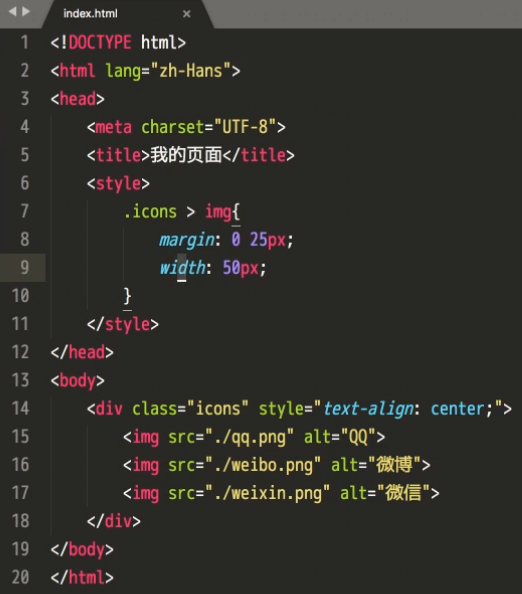 index.html
1 <!DOCTYPE html>
2 <html lang="zh-Hans">
3 <head>
4     <meta charset="UTF-8">
5     <title>我的页面</title>
6     <style>
7         .icons > img{
8             margin: 0 25px;
9             width: 50px;
10         }
11     </style>
12 </head>
13 <body>
14     <div class="icons" style="text-align: center;">
15         <img src="./qq.png" alt="QQ">
16         <img src="./weibo.png" alt="微博">
17         <img src="./weixin.png" alt="微信">
18     </div>
19 </body>
20 </html>